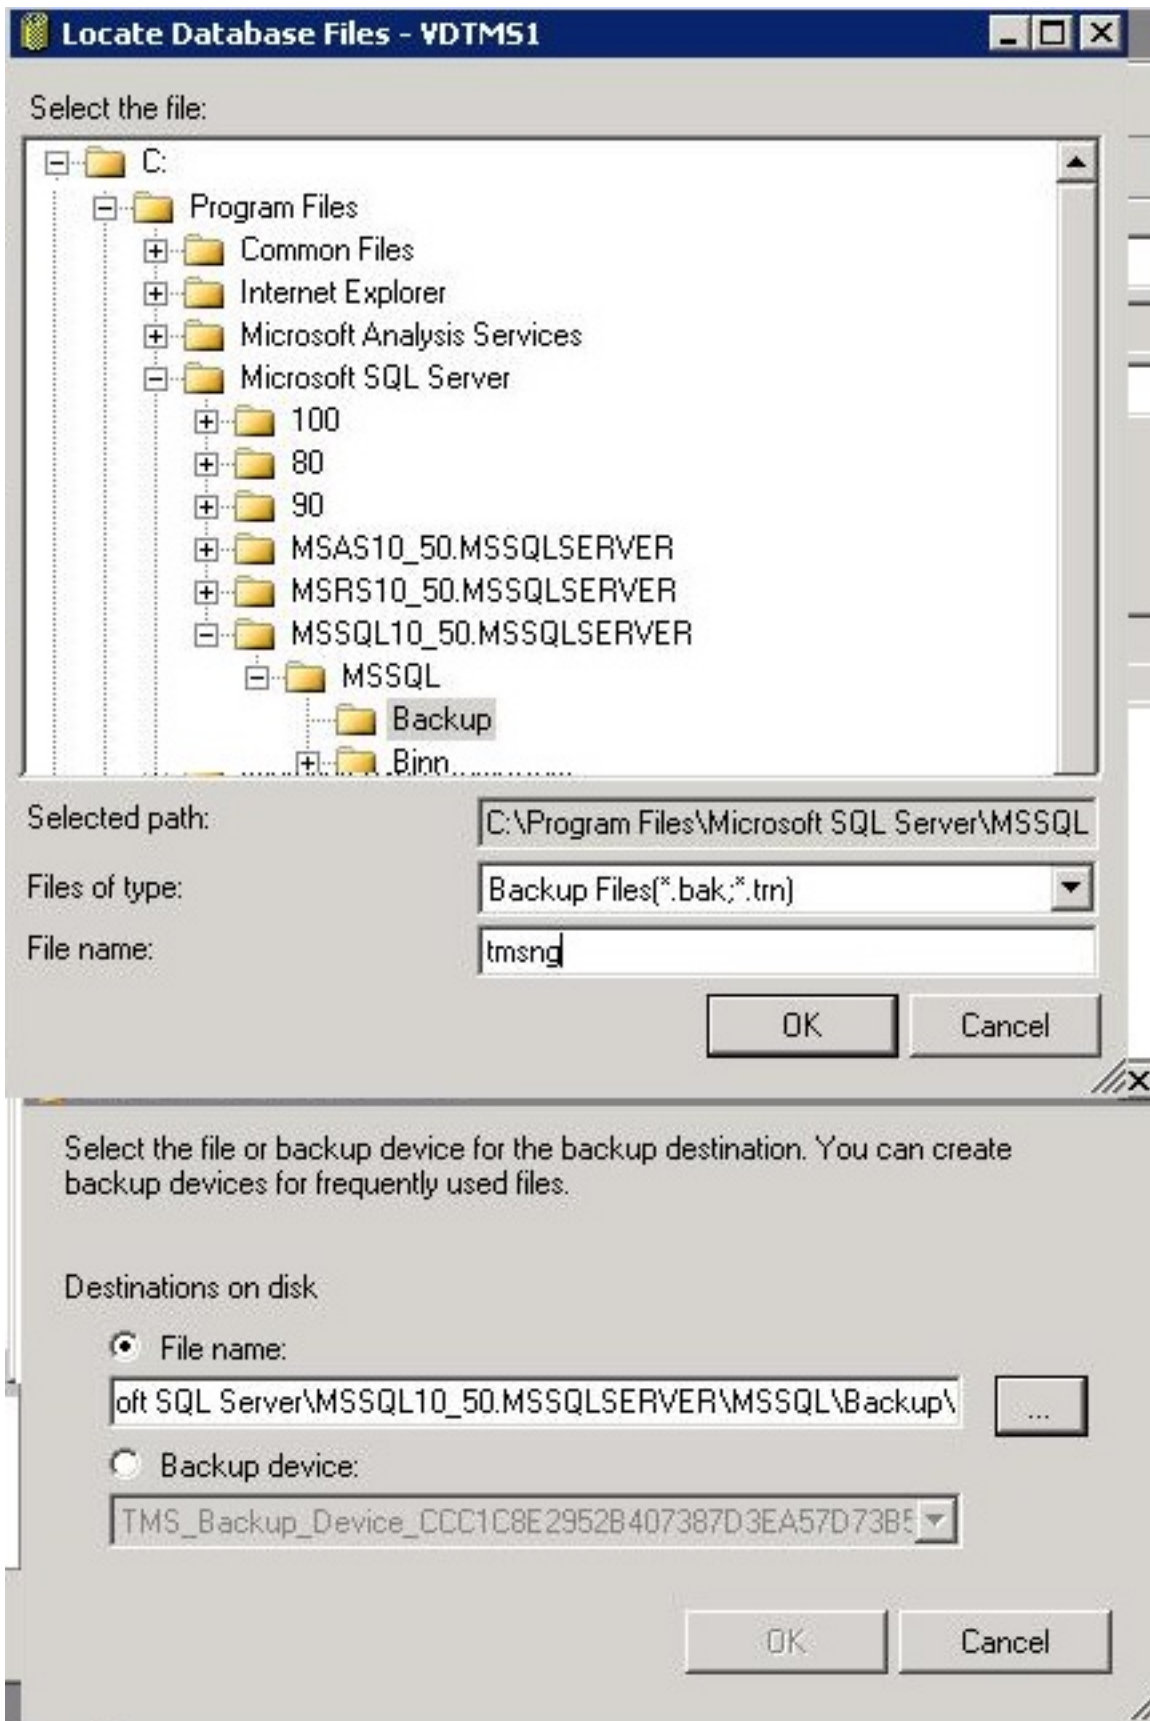 Locate Database Files - VDTMS1
Select the file:
C:
Program Files
Common Files
Internet Explorer
Microsoft Analysis Services
Microsoft SQL Server
100
80
90
MSAS10_50.MSSQLSERVER
MSRS10_50.MSSQLSERVER
MSSQL10_50.MSSQLSERVER
MSSQL
Backup
Binn
Selected path:
C:\Program Files\Microsoft SQL Server\MSSQL
Files of type:
Backup Files(*.bak;*.trn)
File name:
tmsng
OK Cancel
Select the file or backup device for the backup destination. You can create
backup devices for frequently used files.
Destinations on disk
File name:
oft SQL Server\MSSQL10_50.MSSQLSERVER\MSSQL\Backup\
...
Backup device:
TMS_Backup_Device_CCC1C8E2952B407387D3EA57D73B5
OK Cancel